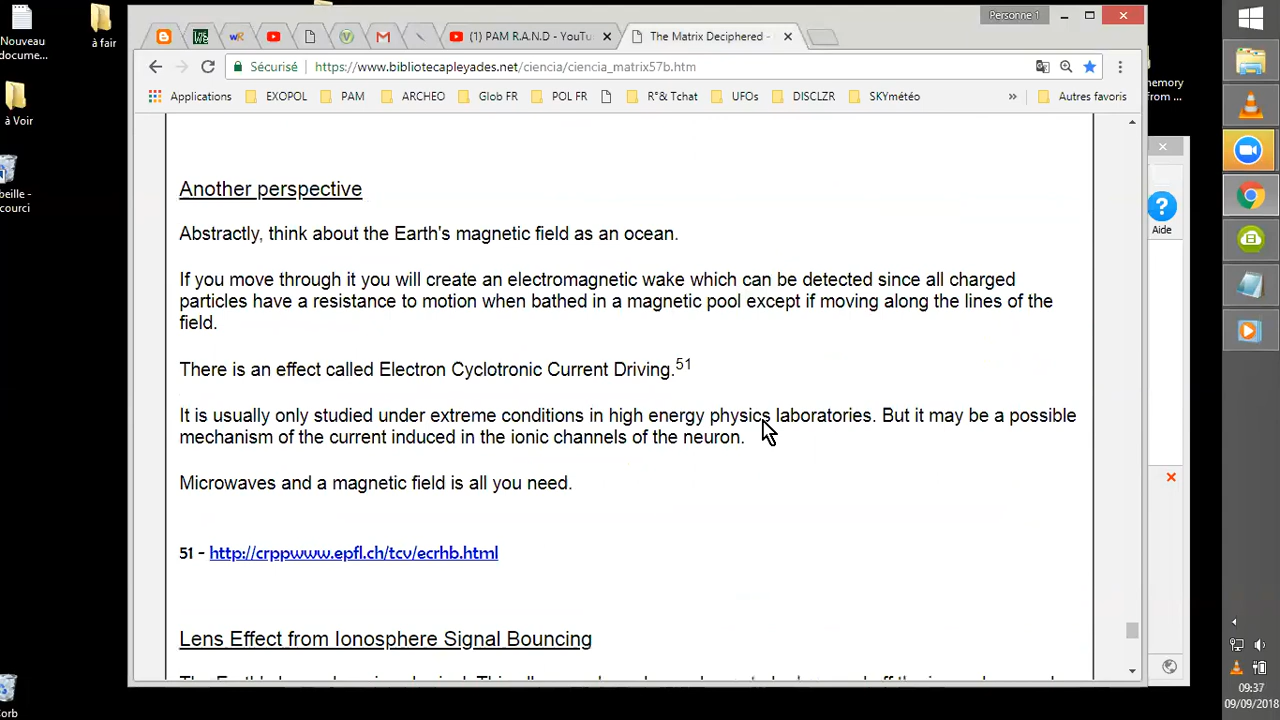 Nouveau
docume...
à fair
à Voir
beille -
courci
Corb
Personne 1
(1) PAM R.A.N.D - YouTu
The Matrix Deciphered -
Sécurisé
https://www.bibliotecapleyades.net/ciencia/ciencia_matrix57b.htm
Applications
EXOPOL
PAM
ARCHEO
Glob FR
POL FR
R°& Tchat
UFOs
DISCLZR
SKYmétéo
»
Autres favoris
Another perspective
Abstractly, think about the Earth's magnetic field as an ocean.
If you move through it you will create an electromagnetic wake which can be detected since all charged
particles have a resistance to motion when bathed in a magnetic pool except if moving along the lines of the
field.
There is an effect called Electron Cyclotronic Current Driving.51
It is usually only studied under extreme conditions in high energy physics laboratories. But it may be a possible
mechanism of the current induced in the ionic channels of the neuron.
Microwaves and a magnetic field is all you need.
51 - http://crppwww.epfl.ch/tcv/ecrhb.html
Lens Effect from Ionosphere Signal Bouncing
memory
from ...
Aide
09:37
09/09/2018